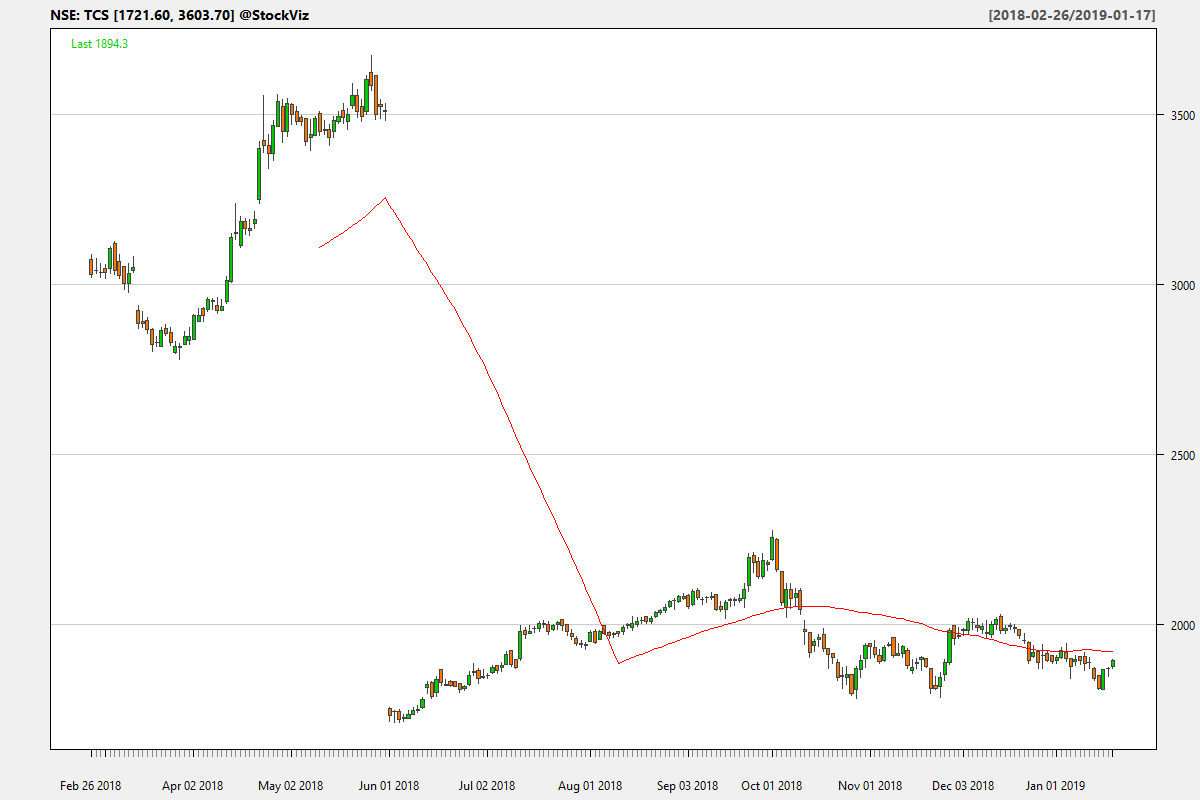 NSE: TCS [1721.60, 3603.70] @StockViz
[2018-02-26/2019-01-17]
Last 1894.3
3500
3000
2500
2000
Feb 26 2018
Apr 02 2018
May 02 2018
Jun 01 2018
Jul 02 2018
Aug 01 2018
Sep 03 2018
Oct 01 2018
Nov 01 2018
Dec 03 2018
Jan 01 2019